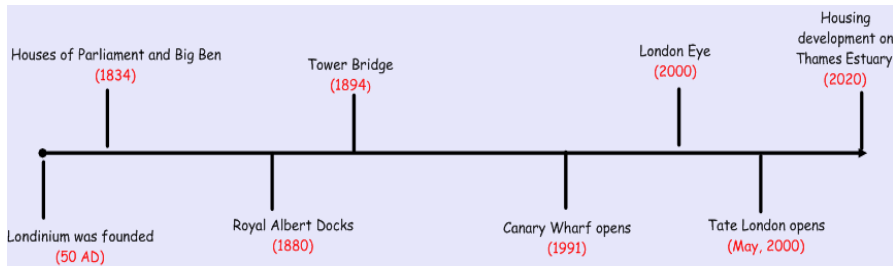 Houses of Parliament and Big Ben
(1834)
Tower Bridge
(1894)
London Eye
(2000)
Housing
development on
Thames Estuary
(2020)
Londinium was founded
(50 AD)
Royal Albert Docks
(1880)
Canary Wharf opens
(1991)
Tate London opens
(May, 2000)